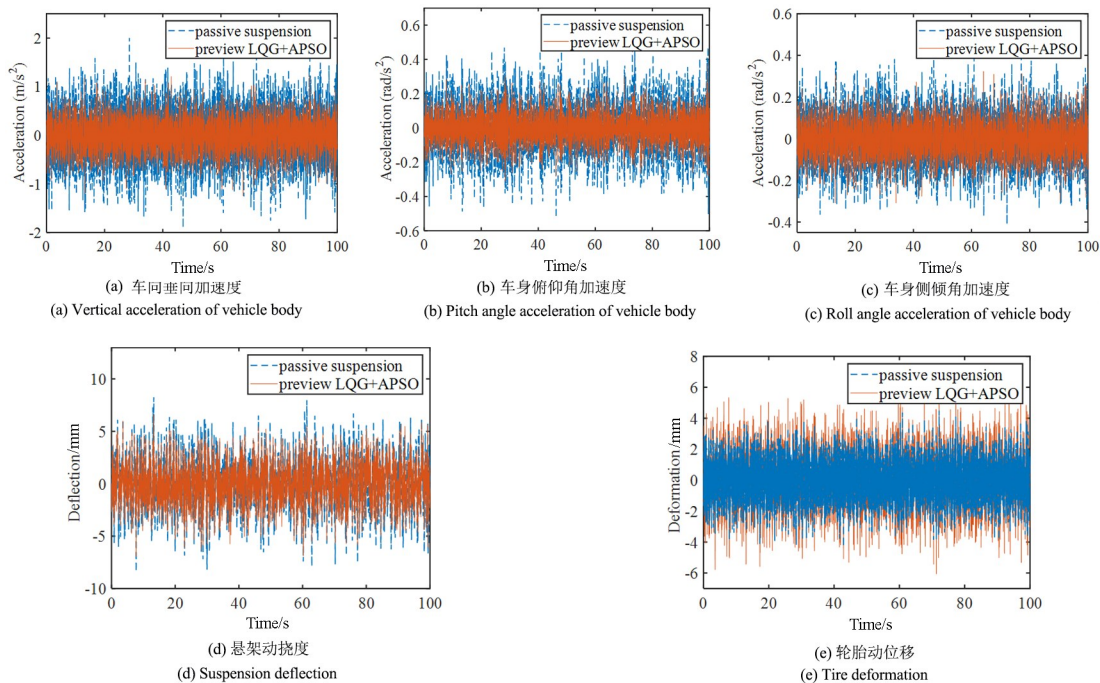 passive suspension
preview LQG+APSO
Acceleration (m/s²)
2
1
0
-1
-2
0 20 40 60 80 100
Time/s
(a) 车向垂向加速度
(a) Vertical acceleration of vehicle body
passive suspension
preview LQG+APSO
Acceleration (rad/s²)
0.6
0.4
0.2
0
-0.2
-0.4
-0.6
0 20 40 60 80 100
Time/s
(b) 车身俯仰角加速度
(b) Pitch angle acceleration of vehicle body
passive suspension
preview LQG+APSO
Acceleration (rad/s²)
0.6
0.4
0.2
0
-0.2
-0.4
0 20 40 60 80 100
Time/s
(c) 车身侧倾角加速度
(c) Roll angle acceleration of vehicle body
passive suspension
preview LQG+APSO
Deflection/mm
10
5
0
-5
-10
0 20 40 60 80 100
Time/s
(d) 悬架动挠度
(d) Suspension deflection
passive suspension
preview LQG+APSO
Deformation/mm
8
6
4
2
0
-2
-4
-6
0 20 40 60 80 100
Time/s
(e) 轮胎动位移
(e) Tire deformation